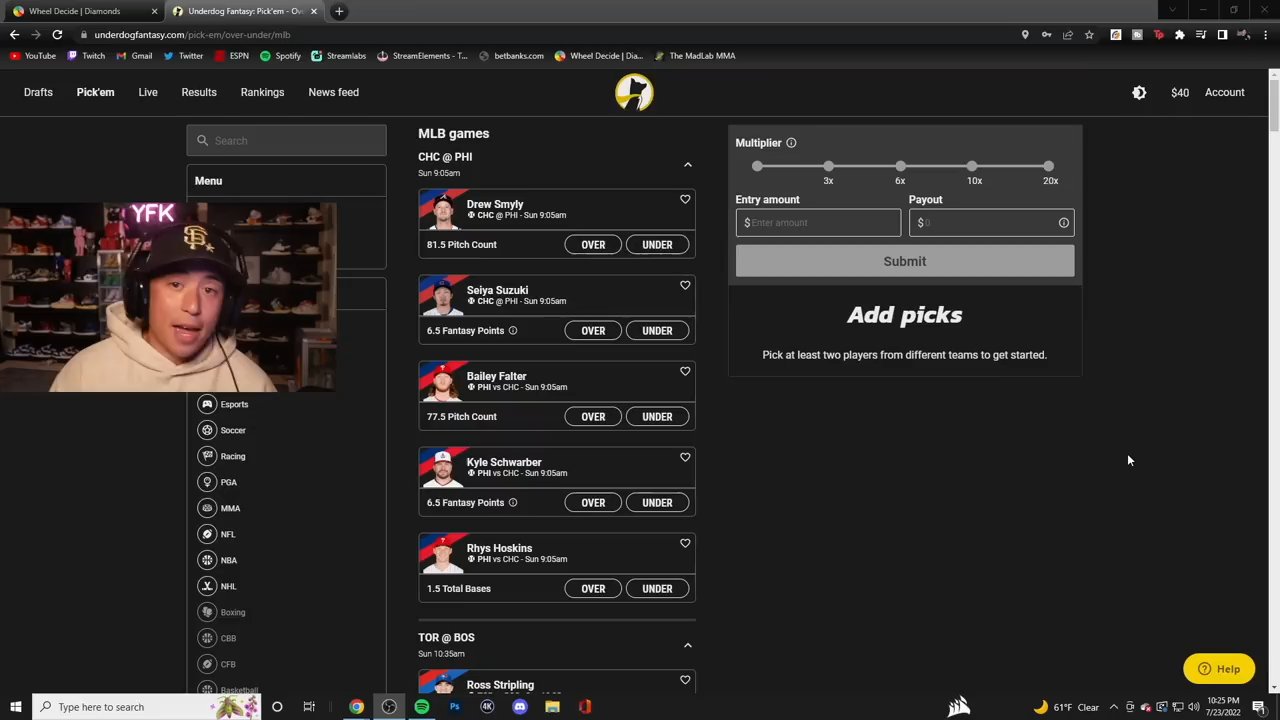 Wheel Decide | Diamonds
Underdog Fantasy: Pick'em - Ove
underdogfantasy.com/pick-em/over-under/mlb
YouTube
Twitch
Gmail
Twitter
ESPN
Spotify
Streamlabs
StreamElements - T...
betbanks.com
Wheel Decide | Dia...
The MadLab MMA
Drafts
Pick'em
Live
Results
Rankings
News feed
$40
Account
Search
Menu
YFK
SF
Esports
Soccer
Racing
PGA
MMA
NFL
NBA
NHL
Boxing
CBB
CFB
Basketball
MLB games
CHC @ PHI
Sun 9:05am
Drew Smyly
CHC @ PHI - Sun 9:05am
81.5 Pitch Count
OVER
UNDER
Seiya Suzuki
CHC @ PHI - Sun 9:05am
6.5 Fantasy Points
OVER
UNDER
Bailey Falter
PHI vs CHC - Sun 9:05am
77.5 Pitch Count
OVER
UNDER
Kyle Schwarber
PHI vs CHC - Sun 9:05am
6.5 Fantasy Points
OVER
UNDER
Rhys Hoskins
PHI vs CHC - Sun 9:05am
1.5 Total Bases
OVER
UNDER
TOR @ BOS
Sun 10:35am
Ross Stripling
Multiplier
3x 6x 10x 20x
Entry amount
Payout
$ Enter amount
$ 0
Submit
Add picks
Pick at least two players from different teams to get started.
Help
Type here to search
Ps
4K
61°F Clear
10:25 PM
7/23/2022